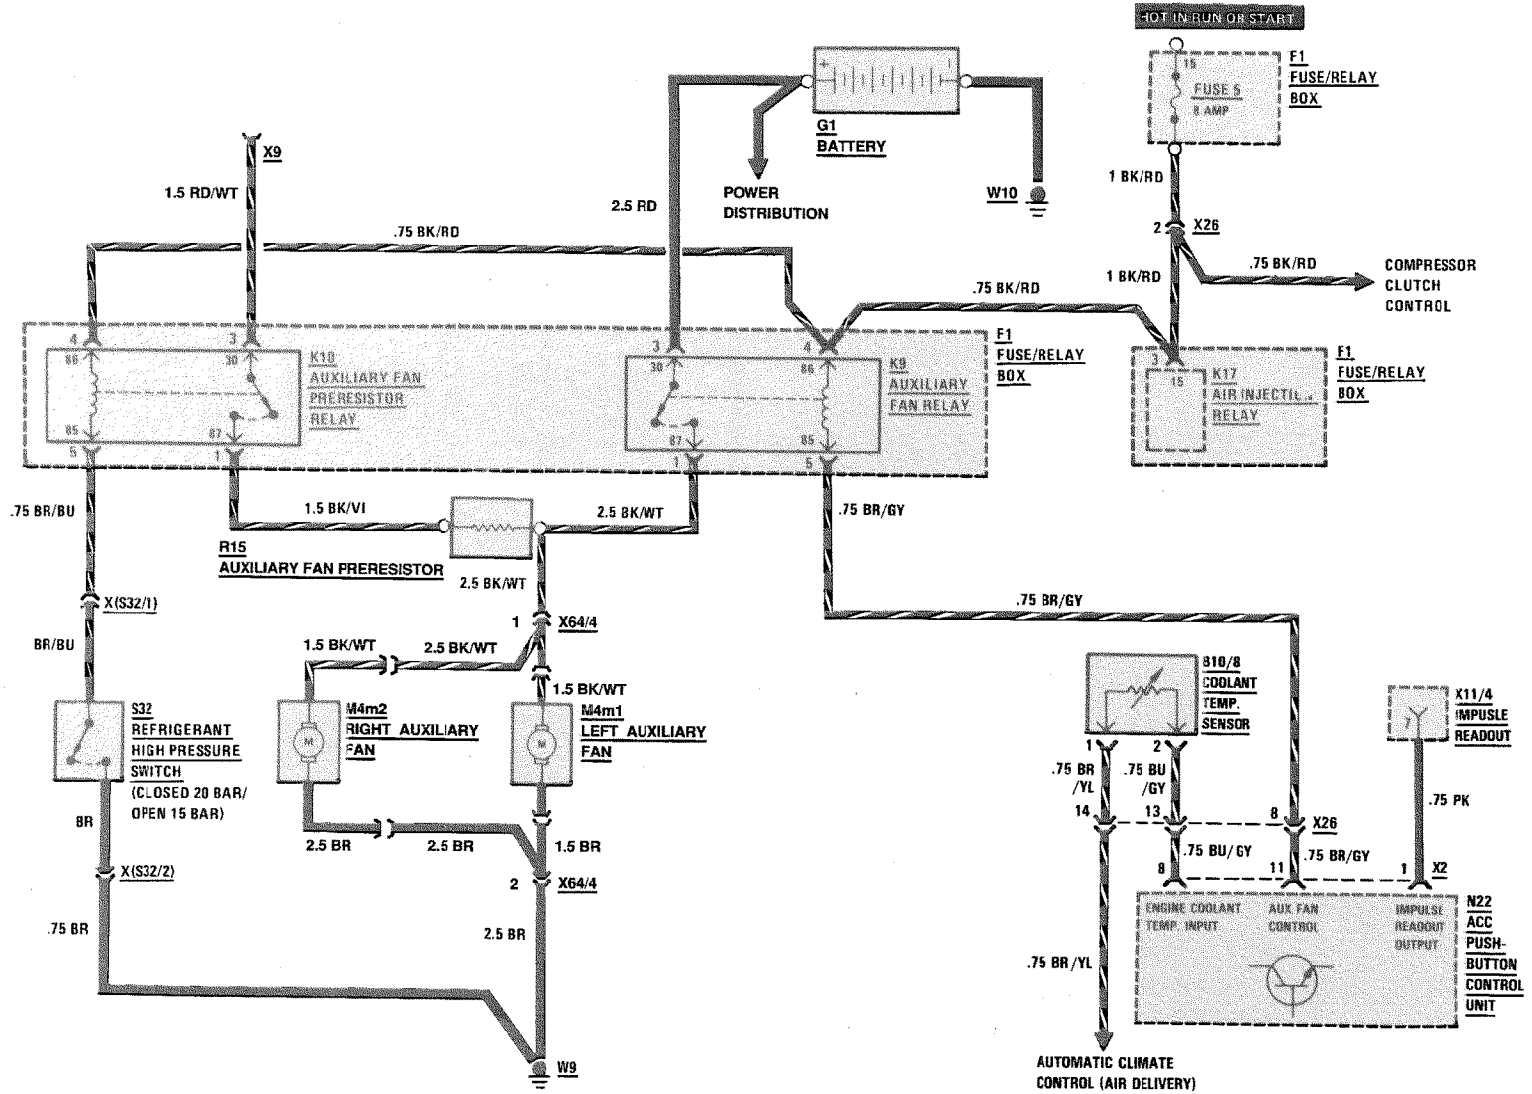 HOT IN RUN OR START
15
FUSE 5
8 AMP
F1
FUSE/RELAY
BOX
+
−
G1
BATTERY
X9
1.5 RD/WT
POWER
DISTRIBUTION
2.5 RD
W10
1 BK/RD
2
X26
.75 BK/RD
1 BK/RD
.75 BK/RD
COMPRESSOR
CLUTCH
CONTROL
.75 BK/RD
4
3
86
30
K10
AUXILIARY FAN
PRERESISTOR
RELAY
85
87
5
1
3
4
30
86
K9
AUXILIARY
FAN RELAY
87
85
1
5
F1
FUSE/RELAY
BOX
3
15
K17
RELAY
F1
FUSE/RELAY
BOX
.75 BR/BU
1.5 BK/VI
2.5 BK/WT
.75 BR/GY
R15
AUXILIARY FAN PRERESISTOR
2.5 BK/WT
X(S32/1)
1
X64/4
.75 BR/GY
BR/BU
1.5 BK/WT
2.5 BK/WT
1.5 BK/WT
S32
REFRIGERANT
HIGH PRESSURE
SWITCH
(CLOSED 20 BAR/
OPEN 15 BAR)
M
M4m2
RIGHT AUXILIARY
FAN
M
M4m1
LEFT AUXILIARY
FAN
B10/8
COOLANT
TEMP.
SENSOR
7
X11/4
IMPUSLE
READOUT
1
2
.75 BR
/YL
.75 BU
/GY
.75 PK
14
13
8
X26
BR
2.5 BR
2.5 BR
1.5 BR
.75 BU/GY
.75 BR/GY
X(S32/2)
2
X64/4
8
11
1
X2
.75 BR
2.5 BR
ENGINE COOLANT
TEMP. INPUT
AUX FAN
CONTROL
IMPULSE
READOUT
OUTPUT
N22
ACC
PUSH-
BUTTON
CONTROL
UNIT
.75 BR/YL
W9
AUTOMATIC CLIMATE
CONTROL (AIR DELIVERY)